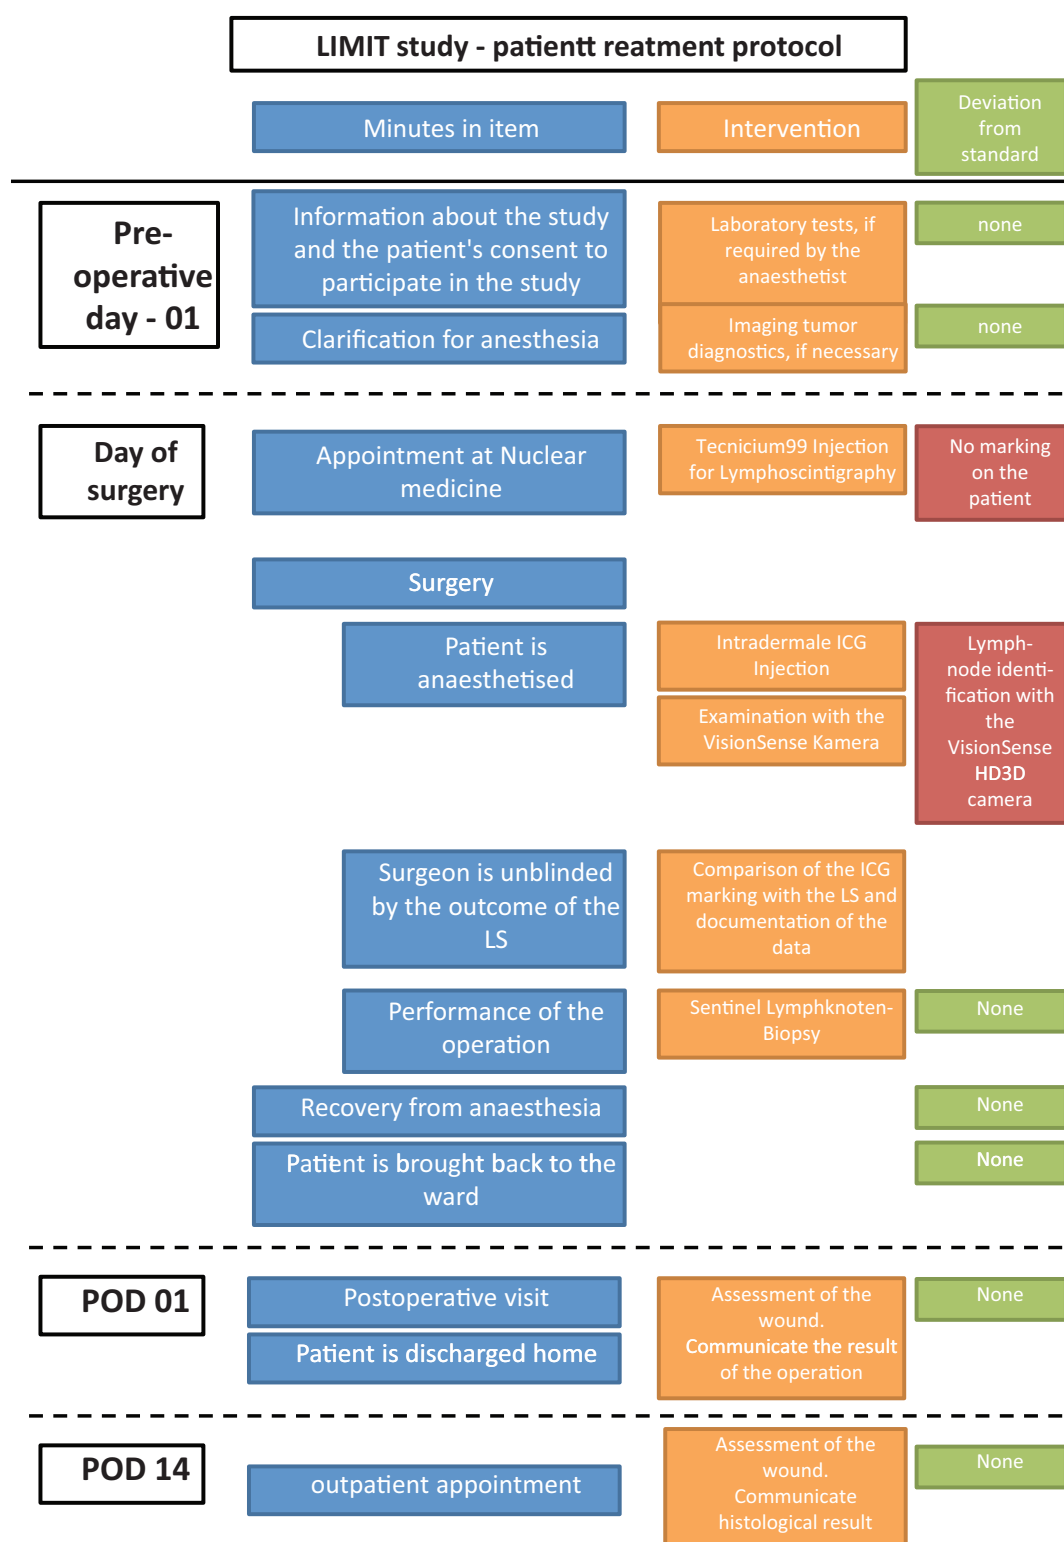 LIMIT study - patientt reatment protocol
Minutes in item
Intervention
Deviation
from
standard
Pre-
operative
day - 01
Information about the study
and the patient's consent to
participate in the study
Laboratory tests, if
required by the
anaesthetist
none
Clarification for anesthesia
Imaging tumor
diagnostics, if necessary
none
Day of
surgery
Appointment at Nuclear
medicine
Tecnicium99 Injection
for Lymphoscintigraphy
No marking
on the
patient
Surgery
Patient is
anaesthetised
Intradermale ICG
Injection
Examination with the
VisionSense Kamera
Lymph-
node identi-
fication with
the
VisionSense
HD3D
camera
Surgeon is unblinded
by the outcome of the
LS
Comparison of the ICG
marking with the LS and
documentation of the
data
Performance of the
operation
Sentinel Lymphknoten-
Biopsy
None
Recovery from anaesthesia
None
Patient is brought back to the
ward
None
POD 01
Postoperative visit
Patient is discharged home
Assessment of the
wound.
Communicate the result
of the operation
None
POD 14
outpatient appointment
Assessment of the
wound.
Communicate
histological result
None